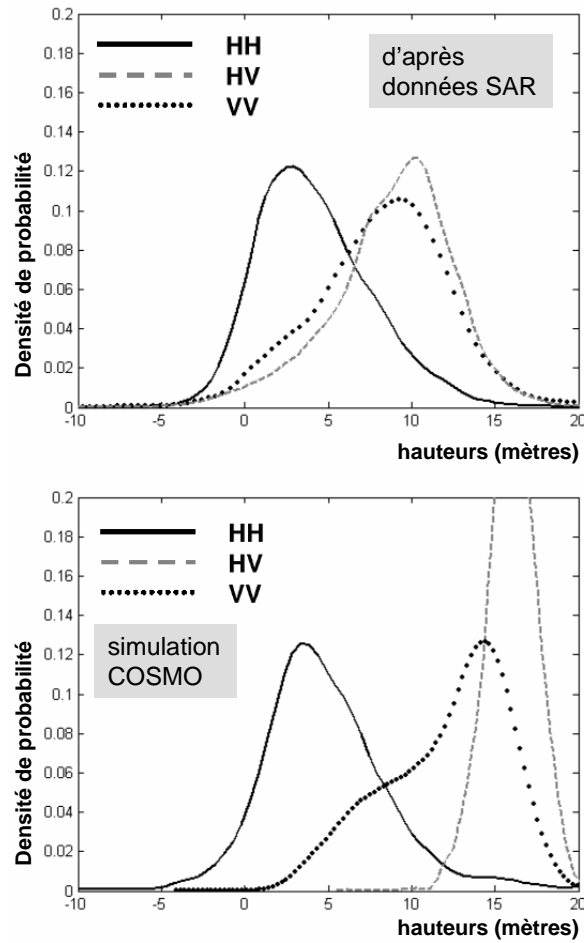 0.2
0.18
0.16
0.14
0.12
0.1
0.08
0.06
0.04
0.02
0
Densité de probabilité
HH
HV
VV
d'après
données SAR
-10 -5 0 5 10 15 20
hauteurs (mètres)
0.2
0.18
0.16
0.14
0.12
0.1
0.08
0.06
0.04
0.02
0
Densité de probabilité
HH
HV
VV
simulation
COSMO
-10 -5 0 5 10 15 20
hauteurs (mètres)